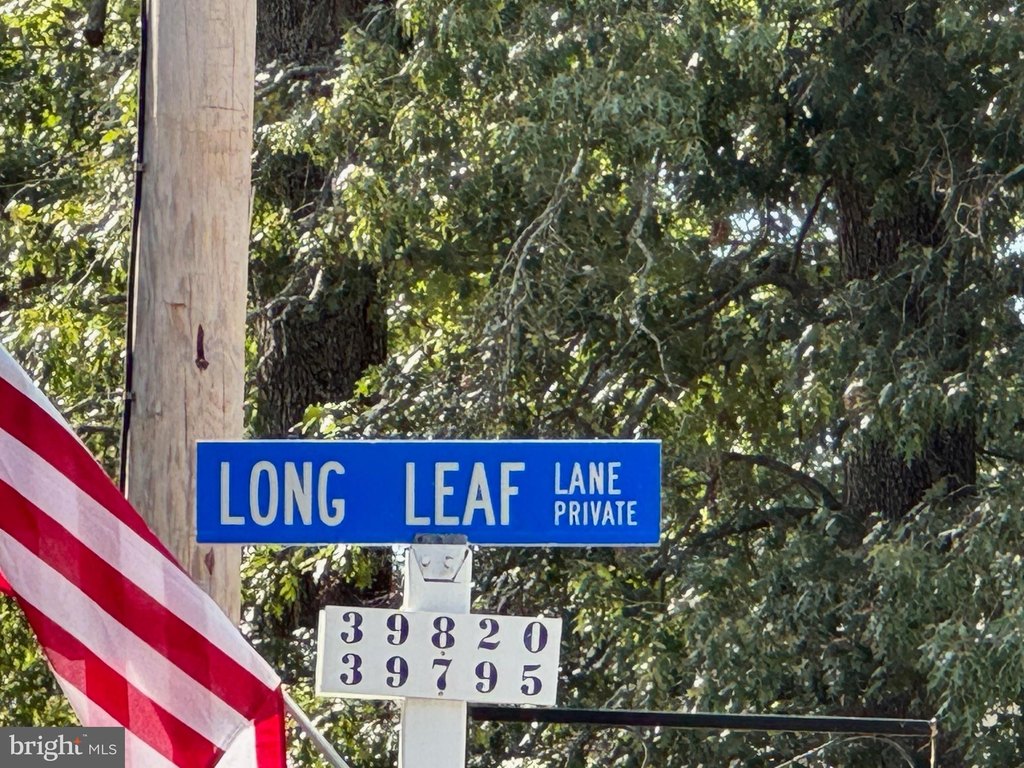 LONG LEAF LANE
PRIVATE
39820
39795
bright MLS